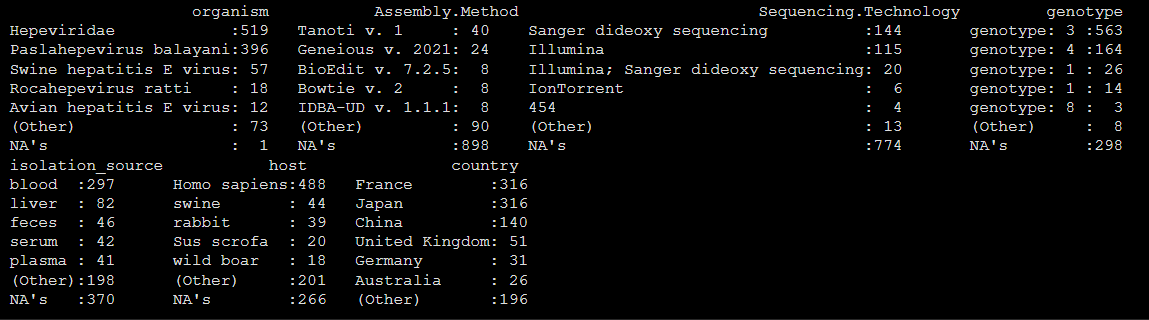 organism           Assembly.Method                         Sequencing.Technology         genotype
Hepeviridae            :519   Tanoti v. 1     : 40   Sanger dideoxy sequencing          :144       genotype: 3 :563
Paslahepevirus balayani:396   Geneious v. 2021: 24   Illumina                           :115       genotype: 4 :164
Swine hepatitis E virus: 57   BioEdit v. 7.2.5:  8   Illumina; Sanger dideoxy sequencing: 20       genotype: 1 : 26
Rocahepevirus ratti    : 18   Bowtie v. 2     :  8   IonTorrent                         :  6       genotype: 1 : 14
Avian hepatitis E virus: 12   IDBA-UD v. 1.1.1:  8   454                                :  4       genotype: 8 :  3
(Other)                : 73   (Other)         : 90   (Other)                            : 13       (Other)     :  8
NA's                   :  1   NA's            :898   NA's                               :774       NA's        :298
isolation_source           host               country
blood  :297      Homo sapiens:488   France        :316
liver  : 82      swine       : 44   Japan         :316
feces  : 46      rabbit      : 39   China         :140
serum  : 42      Sus scrofa  : 20   United Kingdom: 51
plasma : 41      wild boar   : 18   Germany       : 31
(Other):198      (Other)     :201   Australia     : 26
NA's   :370      NA's        :266   (Other)       :196